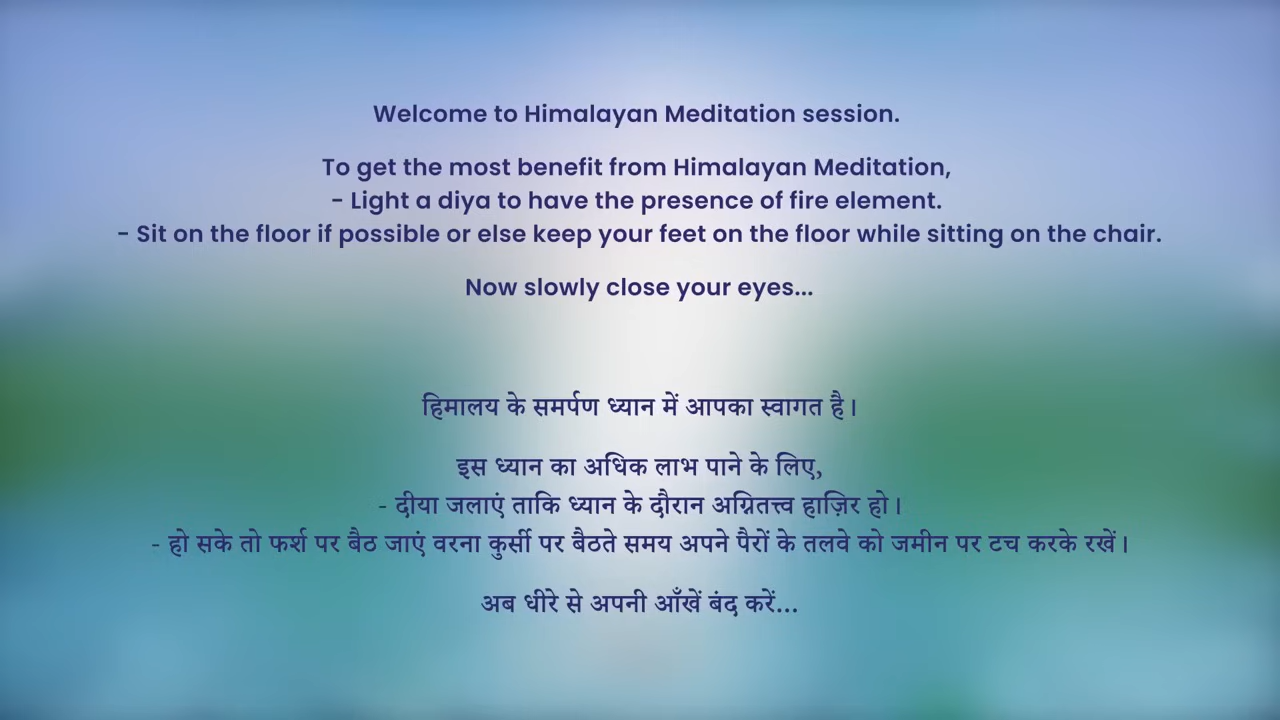 Welcome to Himalayan Meditation session.
To get the most benefit from Himalayan Meditation,
- Light a diya to have the presence of fire element.
- Sit on the floor if possible or else keep your feet on the floor while sitting on the chair.
Now slowly close your eyes...
हिमालय के समर्पण ध्यान में आपका स्वागत है।
इस ध्यान का अधिक लाभ पाने के लिए,
- दीया जलाएं ताकि ध्यान के दौरान अग्नितत्त्व हाज़िर हो।
- हो सके तो फर्श पर बैठ जाएं वरना कुर्सी पर बैठते समय अपने पैरों के तलवे को जमीन पर टच करके रखें।
अब धीरे से अपनी आँखें बंद करें...